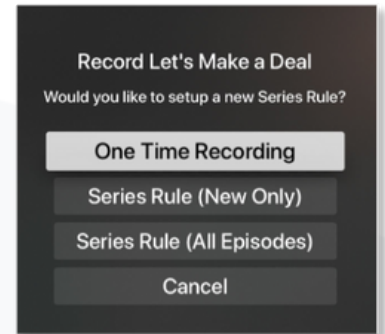 Record Let's Make a Deal
Would you like to setup a new Series Rule?
One Time Recording
Series Rule (New Only)
Series Rule (All Episodes)
Cancel